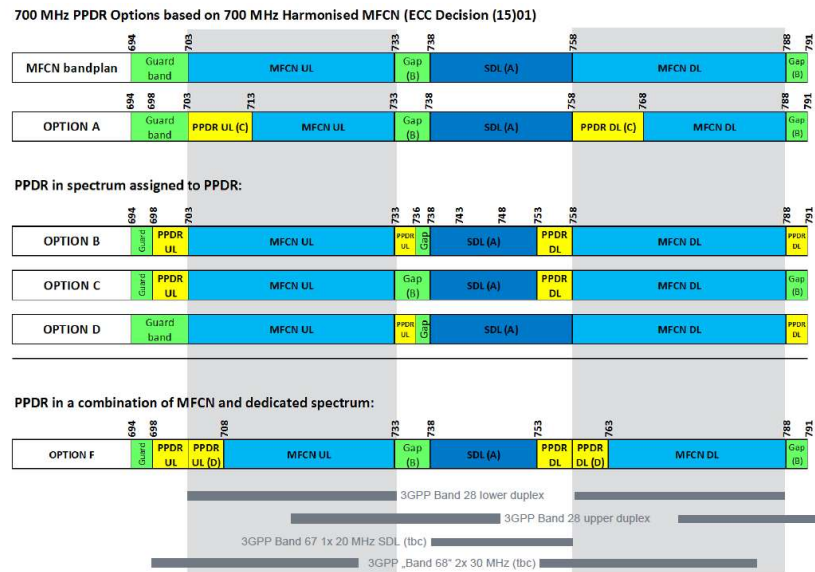 700 MHz PPDR Options based on 700 MHz Harmonised MFCN (ECC Decision (15)01)
694 703 733 738 758 788 791
MFCN bandplan Guard band MFCN UL Gap (B) SDL (A) MFCN DL Gap (B)
694 698 703 713 733 738 758 768 788 791
OPTION A Guard band PPDR UL (C) MFCN UL Gap (B) SDL (A) PPDR DL (C) MFCN DL Gap (B)
PPDR in spectrum assigned to PPDR:
694 698 703 733 736 738 743 748 753 758 788 791
OPTION B Guard PPDR UL MFCN UL PPDR UL Gap SDL (A) PPDR DL MFCN DL PPDR DL
OPTION C Guard PPDR UL MFCN UL Gap (B) SDL (A) PPDR DL MFCN DL Gap (B)
OPTION D Guard band MFCN UL PPDR UL Gap SDL (A) MFCN DL PPDR DL
PPDR in a combination of MFCN and dedicated spectrum:
694 698 708 733 738 753 763 788 791
OPTION F Guard PPDR UL PPDR UL (D) MFCN UL Gap (B) SDL (A) PPDR DL PPDR DL (D) MFCN DL Gap (B)
3GPP Band 28 lower duplex
3GPP Band 28 upper duplex
3GPP Band 67 1x 20 MHz SDL (tbc)
3GPP „Band 68“ 2x 30 MHz (tbc)